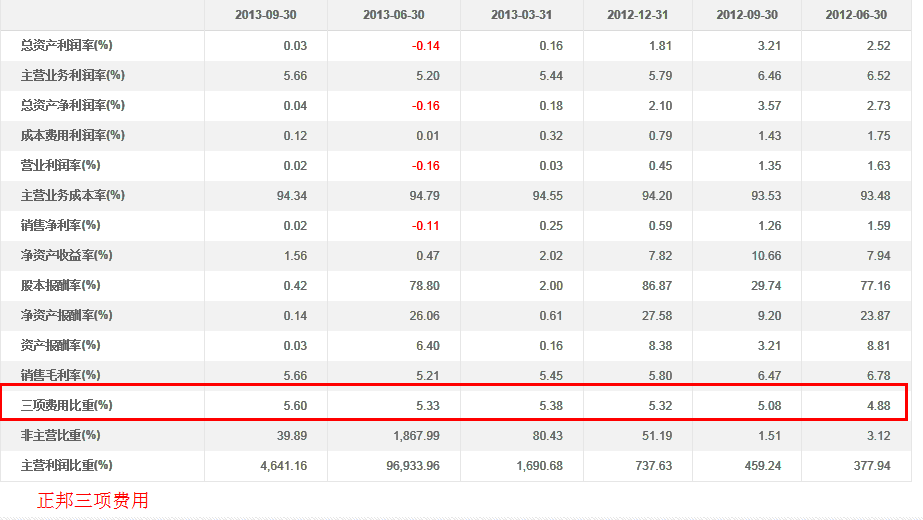 2013-09-30 2013-06-30 2013-03-31 2012-12-31 2012-09-30 2012-06-30
总资产利润率(%) 0.03 -0.14 0.16 1.81 3.21 2.52
主营业务利润率(%) 5.66 5.20 5.44 5.79 6.46 6.52
总资产净利润率(%) 0.04 -0.16 0.18 2.10 3.57 2.73
成本费用利润率(%) 0.12 0.01 0.32 0.79 1.43 1.75
营业利润率(%) 0.02 -0.16 0.03 0.45 1.35 1.63
主营业务成本率(%) 94.34 94.79 94.55 94.20 93.53 93.48
销售净利率(%) 0.02 -0.11 0.25 0.59 1.26 1.59
净资产收益率(%) 1.56 0.47 2.02 7.82 10.66 7.94
股本报酬率(%) 0.42 78.80 2.00 86.87 29.74 77.16
净资产报酬率(%) 0.14 26.06 0.61 27.58 9.20 23.87
资产报酬率(%) 0.03 6.40 0.16 8.38 3.21 8.81
销售毛利率(%) 5.66 5.21 5.45 5.80 6.47 6.78
三项费用比重(%) 5.60 5.33 5.38 5.32 5.08 4.88
非主营比重(%) 39.89 1,867.99 80.43 51.19 1.51 3.12
主营利润比重(%) 4,641.16 96,933.96 1,690.68 737.63 459.24 377.94
正邦三项费用